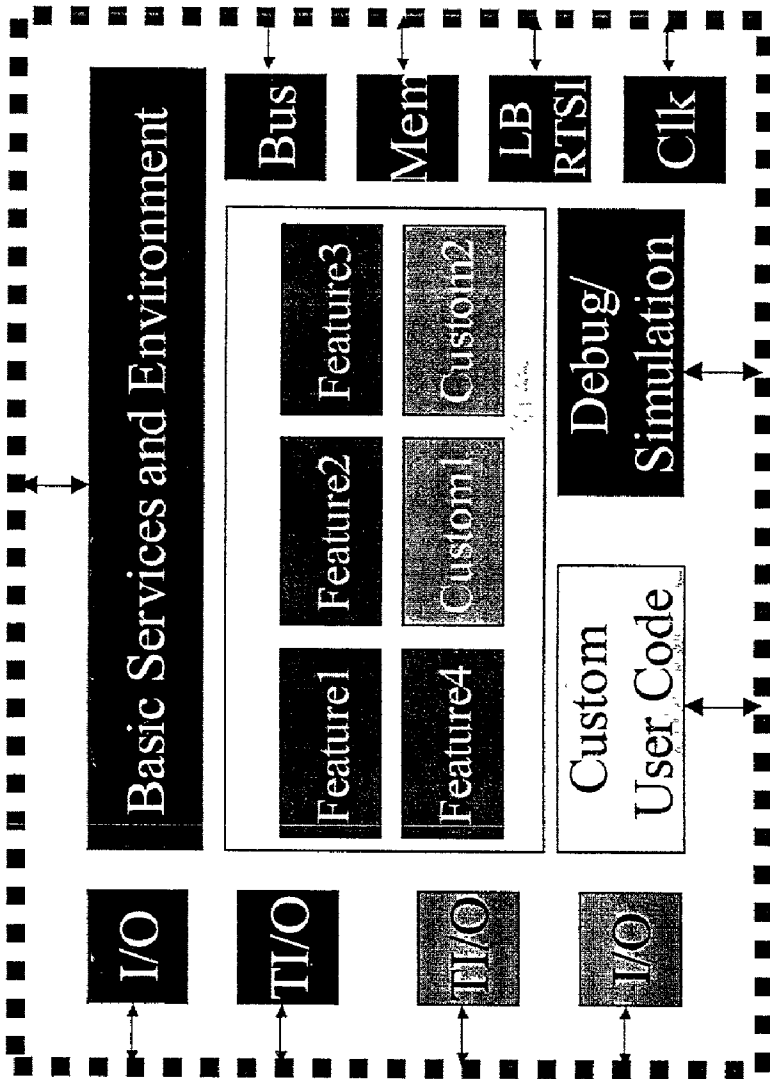 Basic Services and Environment
I/O
TI/O
TI/O
I/O
Feature1
Feature2
Feature3
Feature4
Custom1
Custom2
Bus
Mem
LB
RTSI
Clk
Custom
User Code
Debug/
Simulation